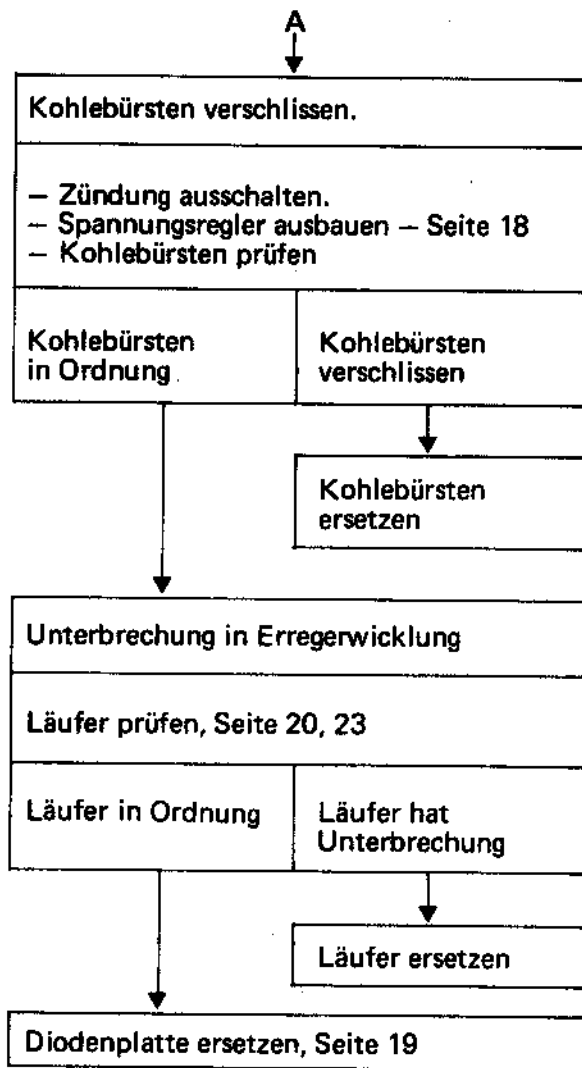 A
Kohlebürsten verschlissen.
– Zündung ausschalten.
– Spannungsregler ausbauen – Seite 18
– Kohlebürsten prüfen
Kohlebürsten
in Ordnung
Kohlebürsten
verschlissen
Kohlebürsten
ersetzen
Unterbrechung in Erregerwicklung
Läufer prüfen, Seite 20, 23
Läufer in Ordnung
Läufer hat
Unterbrechung
Läufer ersetzen
Diodenplatte ersetzen, Seite 19